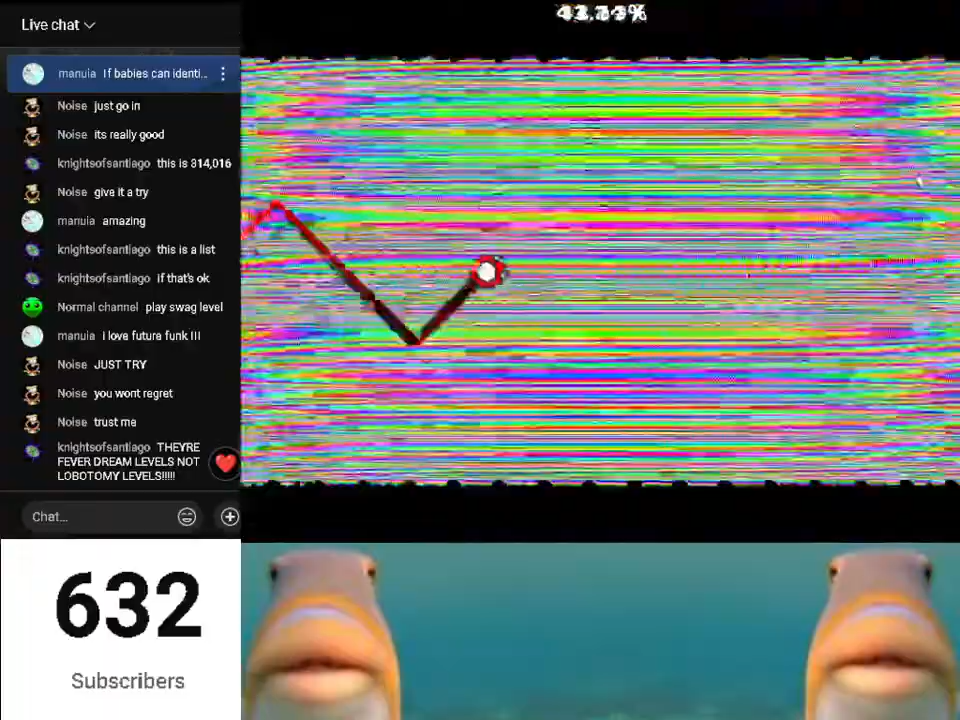 Live chat
manuia If babies can identi..
Noise just go in
Noise its really good
knightsofsantiago this is 314,016
Noise give it a try
manuia amazing
knightsofsantiago this is a list
knightsofsantiago if that's ok
Normal channel play swag level
manuia I love future funk !!!
Noise JUST TRY
Noise you wont regret
Noise trust me
knightsofsantiago THEYRE
FEVER DREAM LEVELS NOT
LOBOTOMY LEVELS!!!!!
Chat...
632
Subscribers